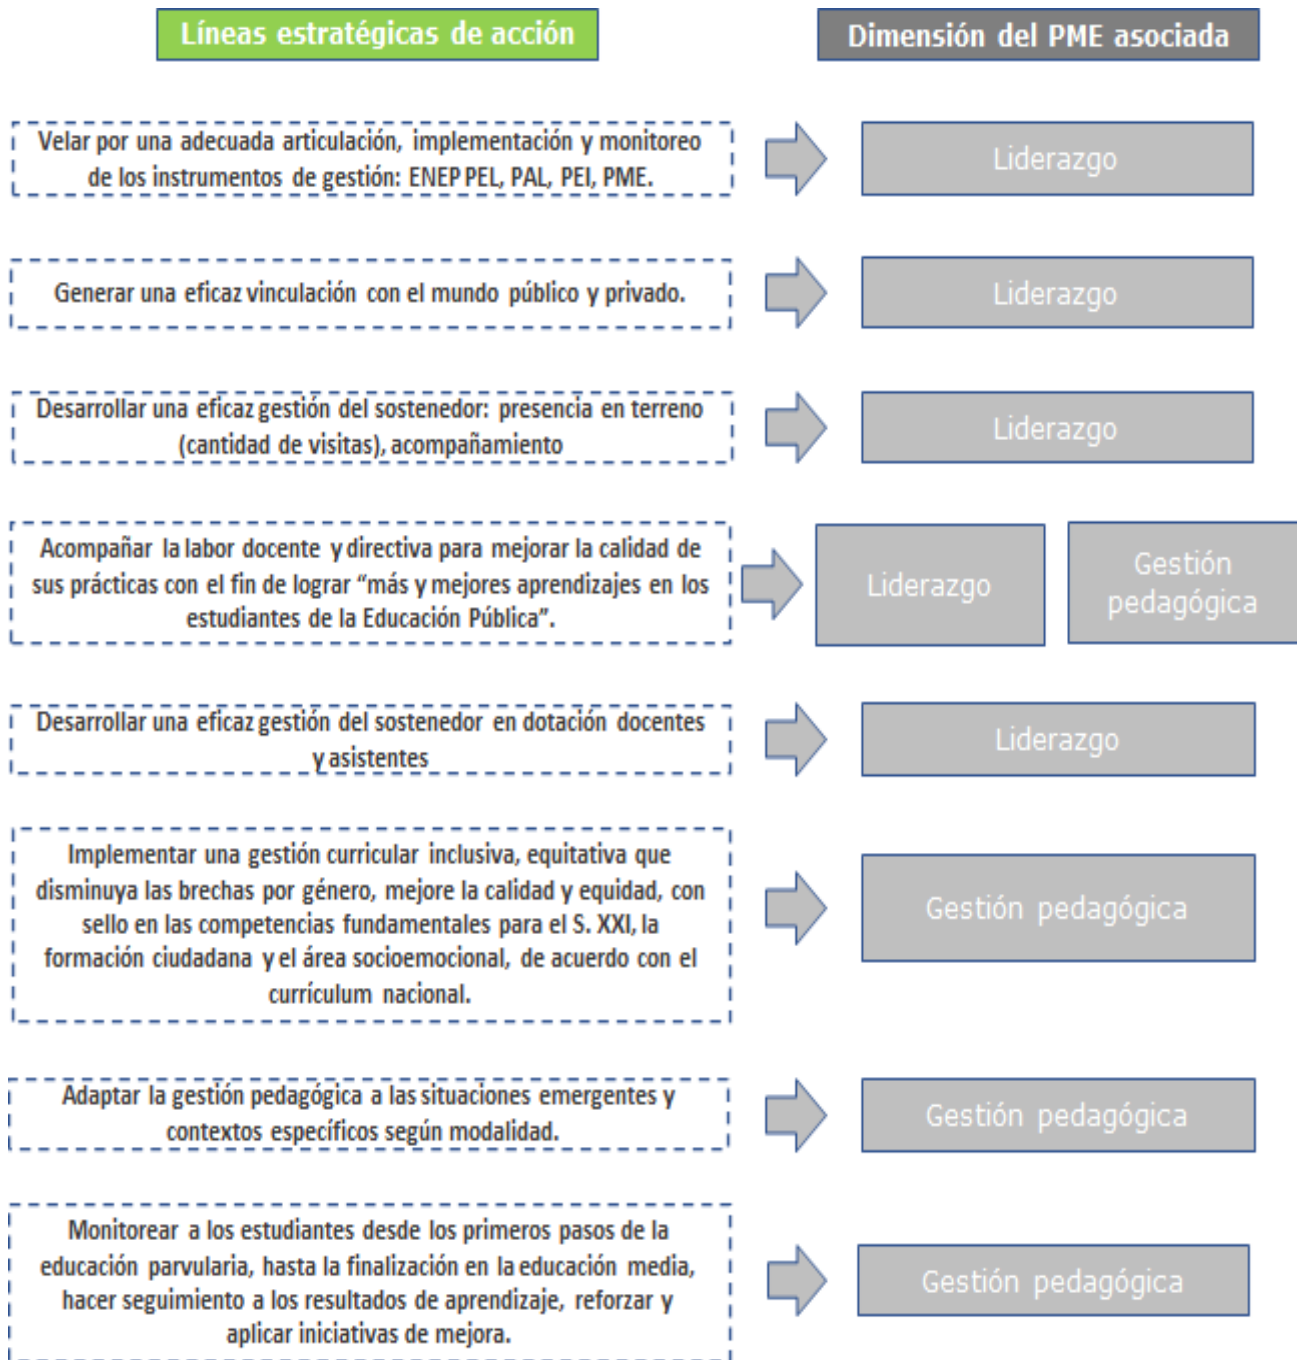 Líneas estratégicas de acción
Dimensión del PME asociada
Velar por una adecuada articulación, implementación y monitoreo
de los instrumentos de gestión: ENEP PEL, PAL, PEI, PME.
Liderazgo
Generar una eficaz vinculación con el mundo público y privado.
Liderazgo
Desarrollar una eficaz gestión del sostenedor: presencia en terreno
(cantidad de visitas), acompañamiento
Liderazgo
Acompañar la labor docente y directiva para mejorar la calidad de
sus prácticas con el fin de lograr “más y mejores aprendizajes en los
estudiantes de la Educación Pública”.
Liderazgo
Gestión
pedagógica
Desarrollar una eficaz gestión del sostenedor en dotación docentes
y asistentes
Liderazgo
Implementar una gestión curricular inclusiva, equitativa que
disminuya las brechas por género, mejore la calidad y equidad, con
sello en las competencias fundamentales para el S. XXI, la
formación ciudadana y el área socioemocional, de acuerdo con el
currículum nacional.
Gestión pedagógica
Adaptar la gestión pedagógica a las situaciones emergentes y
contextos específicos según modalidad.
Gestión pedagógica
Monitorear a los estudiantes desde los primeros pasos de la
educación parvularia, hasta la finalización en la educación media,
hacer seguimiento a los resultados de aprendizaje, reforzar y
aplicar iniciativas de mejora.
Gestión pedagógica